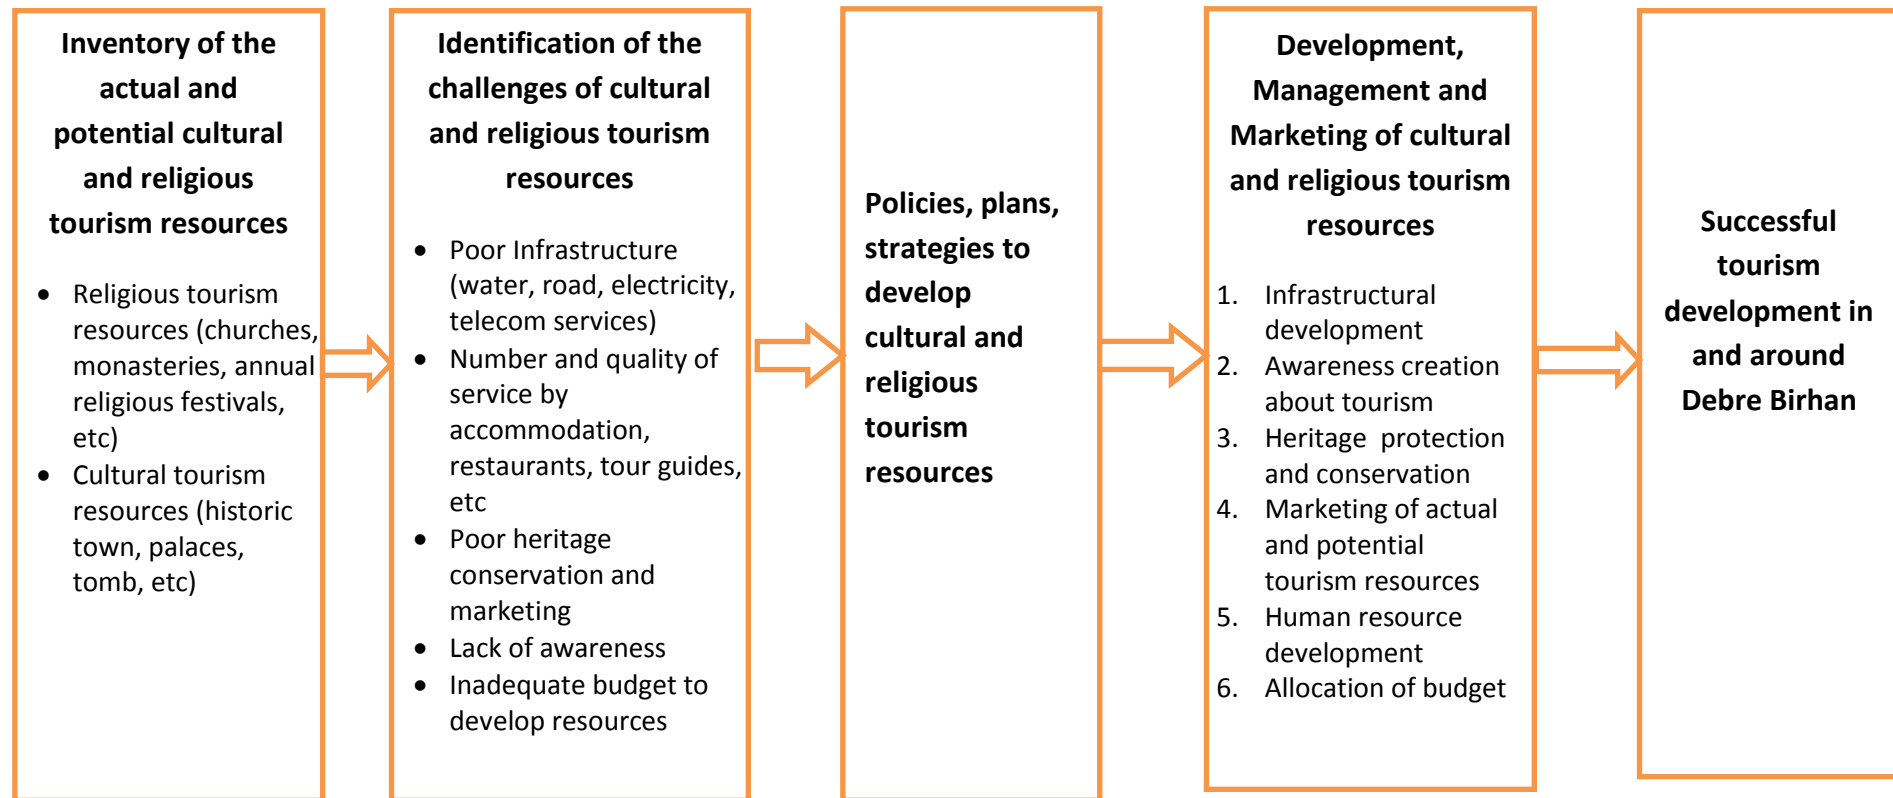 Inventory of the
actual and
potential cultural
and religious
tourism resources
• Religious tourism
resources (churches,
monasteries, annual
religious festivals,
etc)
• Cultural tourism
resources (historic
town, palaces,
tomb, etc)
Identification of the
challenges of cultural
and religious tourism
resources
• Poor Infrastructure
(water, road, electricity,
telecom services)
• Number and quality of
service by
accommodation,
restaurants, tour guides,
etc
• Poor heritage
conservation and
marketing
• Lack of awareness
• Inadequate budget to
develop resources
Policies, plans,
strategies to
develop
cultural and
religious
tourism
resources
Development,
Management and
Marketing of cultural
and religious tourism
resources
1. Infrastructural
development
2. Awareness creation
about tourism
3. Heritage protection
and conservation
4. Marketing of actual
and potential
tourism resources
5. Human resource
development
6. Allocation of budget
Successful
tourism
development in
and around
Debre Birhan